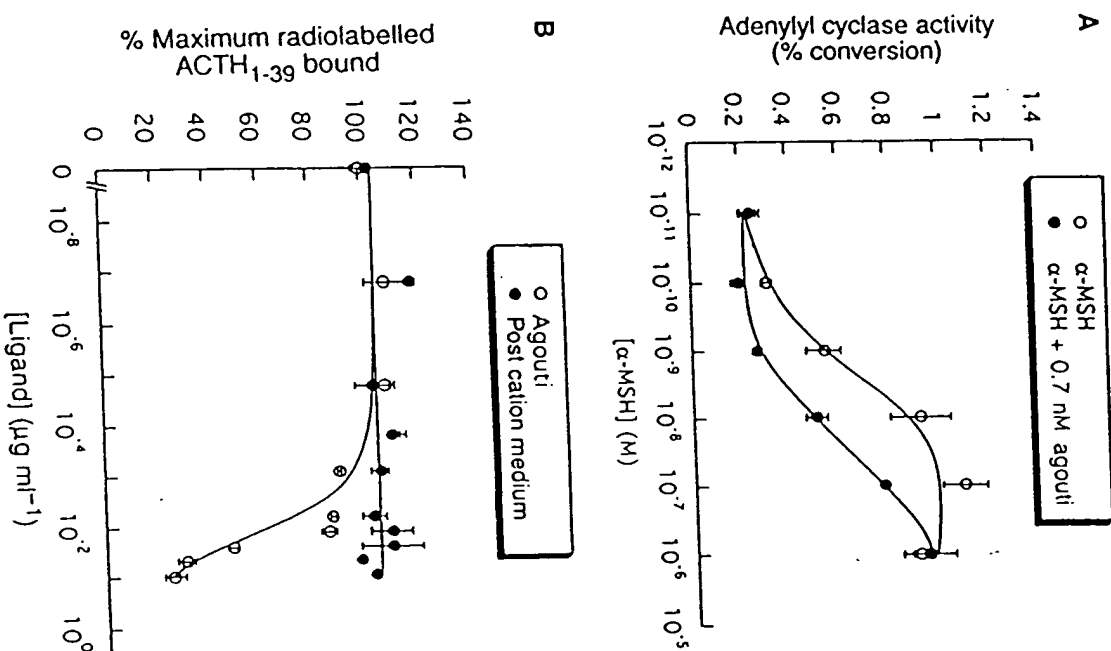 A
Adenylyl cyclase activity
(% conversion)
1.4
1.2
1
0.8
0.6
0.4
0.2
0
10-12
10-11
10-10
10-9
10-8
10-7
10-6
10-5
[α-MSH] (M)
α-MSH
α-MSH + 0.7 nM agouti
B
% Maximum radiolabelled
ACTH1-39 bound
140
120
100
80
60
40
20
0
0
10-8
10-6
10-4
10-2
100
[Ligand] (μg ml-1)
Agouti
Post cation medium